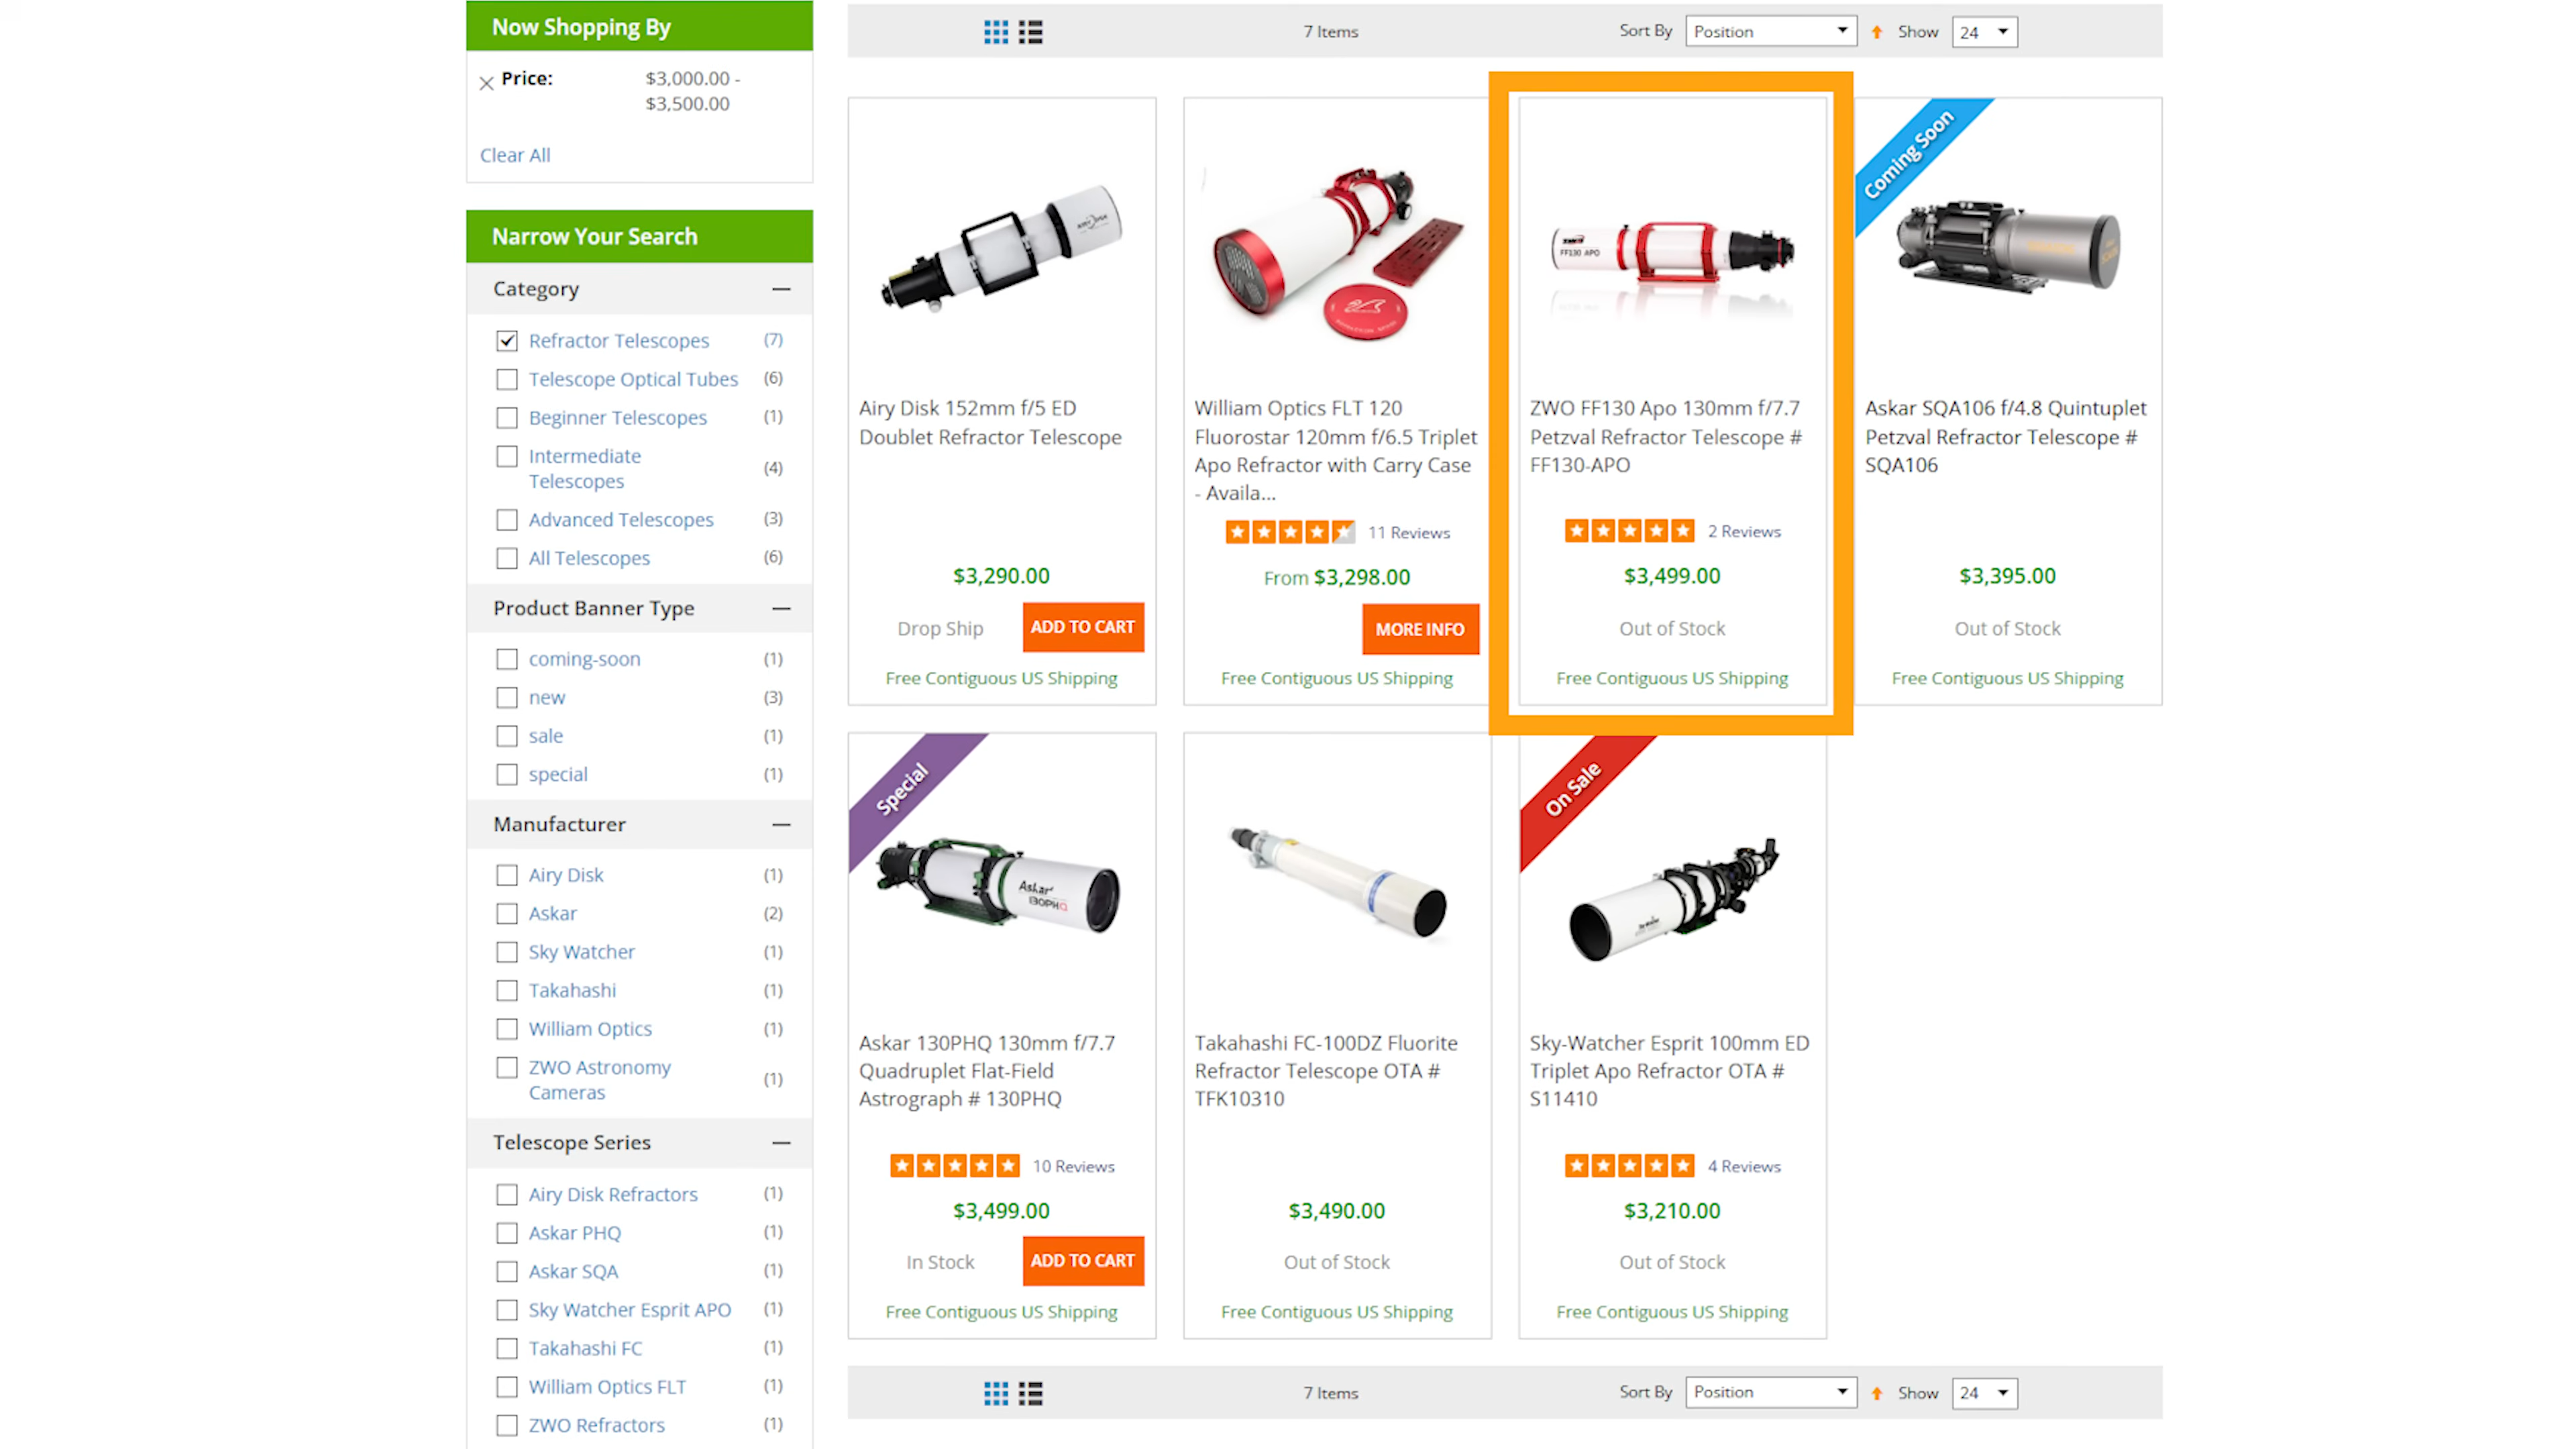 Now Shopping By
Price:
$3,000.00 -
$3,500.00
Clear All
Narrow Your Search
Category
Refractor Telescopes (7)
Telescope Optical Tubes (6)
Beginner Telescopes (1)
Intermediate
Telescopes (4)
Advanced Telescopes (3)
All Telescopes (6)
Product Banner Type
coming-soon (1)
new (3)
sale (1)
special (1)
Manufacturer
Airy Disk (1)
Askar (2)
Sky Watcher (1)
Takahashi (1)
William Optics (1)
ZWO Astronomy
Cameras (1)
Telescope Series
Airy Disk Refractors (1)
Askar PHQ (1)
Askar SQA (1)
Sky Watcher Esprit APO (1)
Takahashi FC (1)
William Optics FLT (1)
ZWO Refractors (1)
7 Items
Sort By Position
Show 24
AIRY DISK
Airy Disk 152mm f/5 ED
Doublet Refractor Telescope
$3,290.00
Drop Ship
ADD TO CART
Free Contiguous US Shipping
William Optics FLT 120
Fluorostar 120mm f/6.5 Triplet
Apo Refractor with Carry Case
- Availa...
11 Reviews
From $3,298.00
MORE INFO
Free Contiguous US Shipping
ZWO
FF130 APO
ZWO FF130 Apo 130mm f/7.7
Petzval Refractor Telescope #
FF130-APO
2 Reviews
$3,499.00
Out of Stock
Free Contiguous US Shipping
Coming Soon
Askar SQA106 f/4.8 Quintuplet
Petzval Refractor Telescope #
SQA106
$3,395.00
Out of Stock
Free Contiguous US Shipping
Special
Askar
130PHQ
Askar 130PHQ 130mm f/7.7
Quadruplet Flat-Field
Astrograph # 130PHQ
10 Reviews
$3,499.00
In Stock
ADD TO CART
Free Contiguous US Shipping
Takahashi FC-100DZ Fluorite
Refractor Telescope OTA #
TFK10310
$3,490.00
Out of Stock
Free Contiguous US Shipping
On Sale
Sky-Watcher
Sky-Watcher Esprit 100mm ED
Triplet Apo Refractor OTA #
S11410
4 Reviews
$3,210.00
Out of Stock
Free Contiguous US Shipping
7 Items
Sort By Position
Show 24